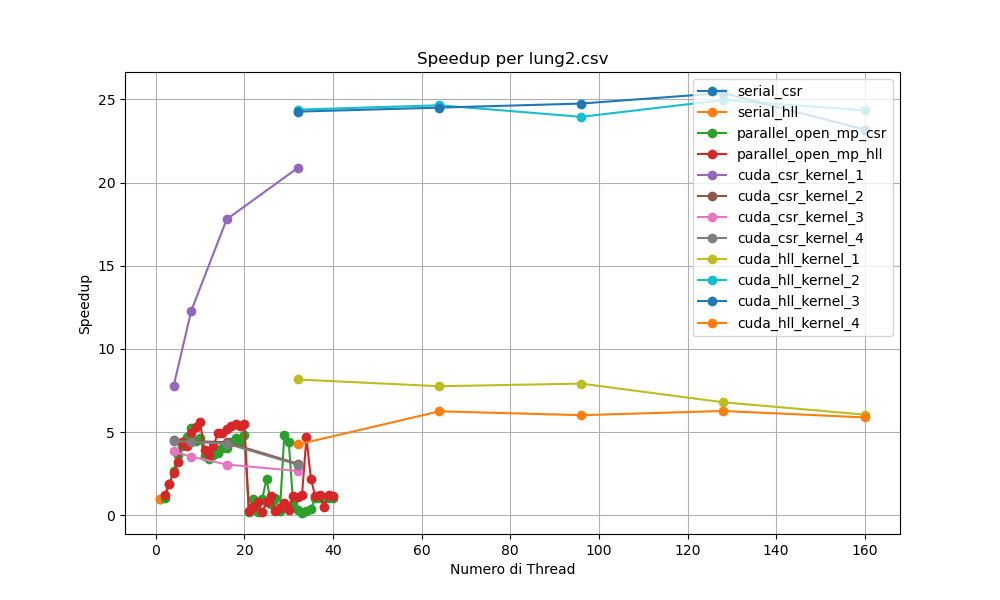 Speedup per lung2.csv
Speedup
25
20
15
10
5
0
0 20 40 60 80 100 120 140 160
Numero di Thread
serial_csr
serial_hll
parallel_open_mp_csr
parallel_open_mp_hll
cuda_csr_kernel_1
cuda_csr_kernel_2
cuda_csr_kernel_3
cuda_csr_kernel_4
cuda_hll_kernel_1
cuda_hll_kernel_2
cuda_hll_kernel_3
cuda_hll_kernel_4